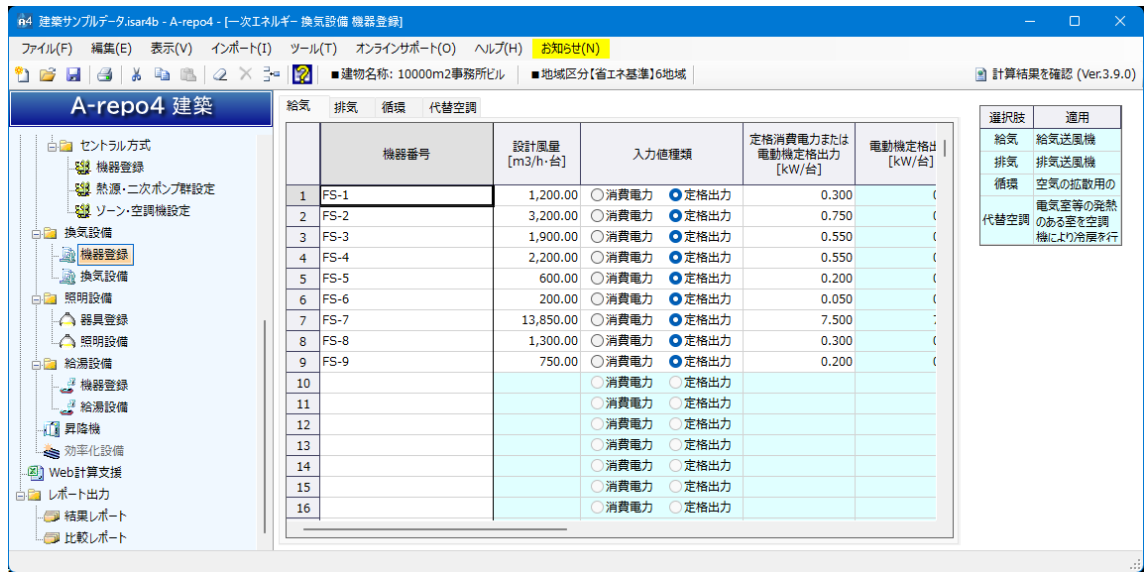 建築サンプルデータ.isar4b - A-repo4 - [一次エネルギー 換気設備 機器登録]
ファイル(F) 編集(E) 表示(V) インポート(I) ツール(T) オンラインサポート(O) ヘルプ(H) お知らせ(N)
■建物名称: 10000m2事務所ビル ■地域区分【省エネ基準】6地域 計算結果を確認 (Ver.3.9.0)
A-repo4 建築
セントラル方式
機器登録
熱源・二次ポンプ群設定
ゾーン・空調機設定
換気設備
機器登録
換気設備
照明設備
器具登録
照明設備
給湯設備
機器登録
給湯設備
昇降機
効率化設備
Web計算支援
レポート出力
結果レポート
比較レポート
給気 排気 循環 代替空調
機器番号 設計風量 [m3/h・台] 入力値種類 定格消費電力または 電動機定格出力 [kW/台] 電動機定格出 [kW/台]
1 FS-1 1,200.00 消費電力 定格出力 0.300
2 FS-2 3,200.00 消費電力 定格出力 0.750
3 FS-3 1,900.00 消費電力 定格出力 0.550
4 FS-4 2,200.00 消費電力 定格出力 0.550
5 FS-5 600.00 消費電力 定格出力 0.200
6 FS-6 200.00 消費電力 定格出力 0.050
7 FS-7 13,850.00 消費電力 定格出力 7.500
8 FS-8 1,300.00 消費電力 定格出力 0.300
9 FS-9 750.00 消費電力 定格出力 0.200
10 消費電力 定格出力
11 消費電力 定格出力
12 消費電力 定格出力
13 消費電力 定格出力
14 消費電力 定格出力
15 消費電力 定格出力
16 消費電力 定格出力
選択肢 適用
給気 給気送風機
排気 排気送風機
循環 空気の拡散用の
代替空調 電気室等の発熱
のある室を空調
機により冷房を行